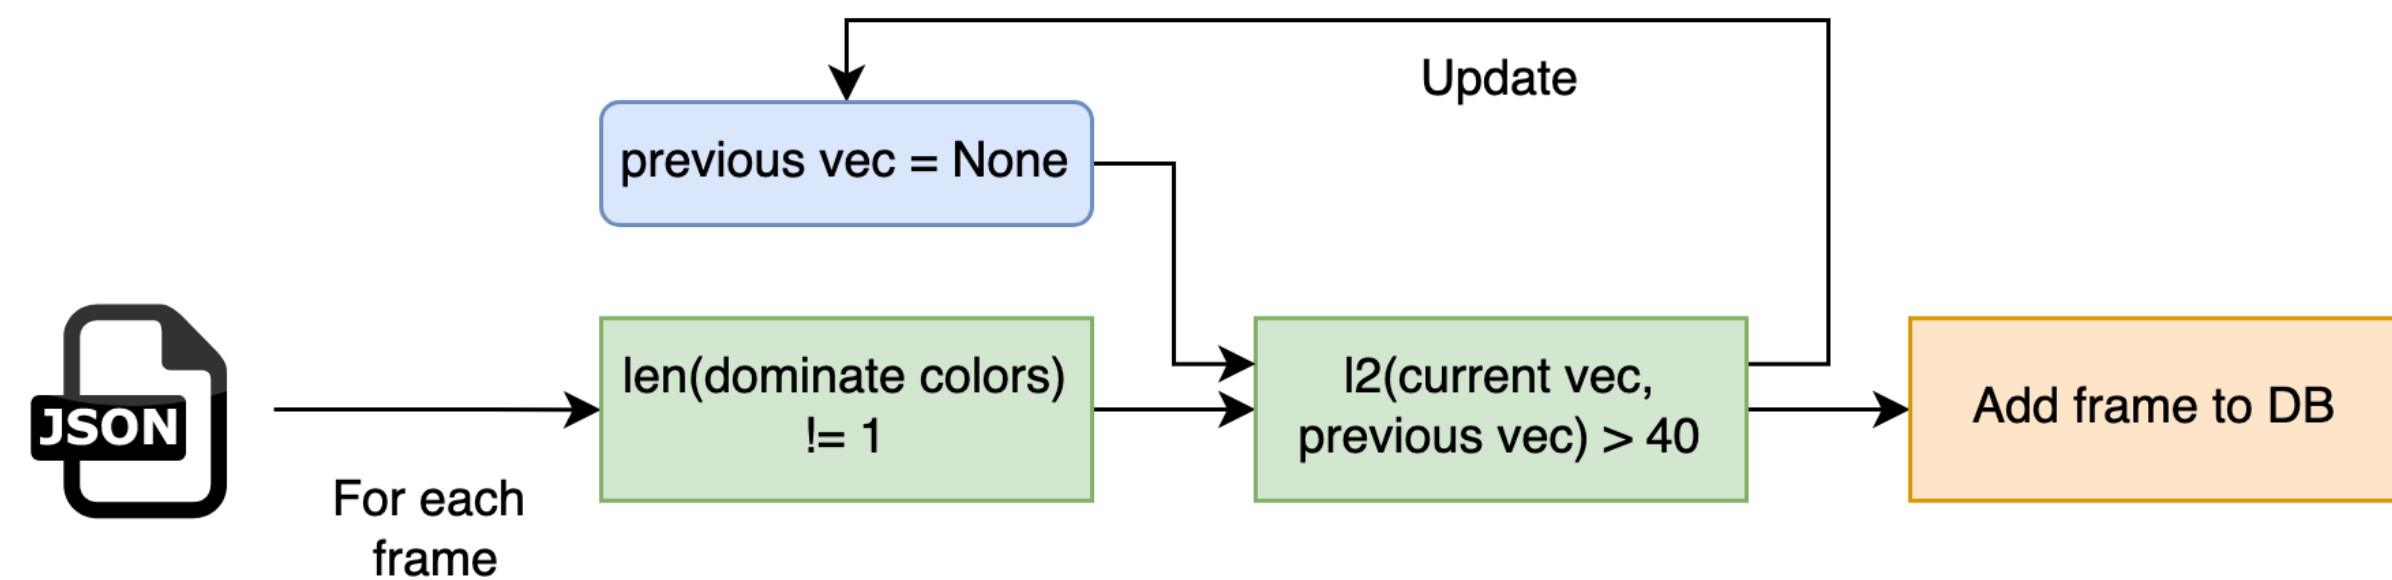 Update
previous vec = None
JSON
For each
frame
len(dominate colors)
!= 1
l2(current vec,
previous vec) > 40
Add frame to DB